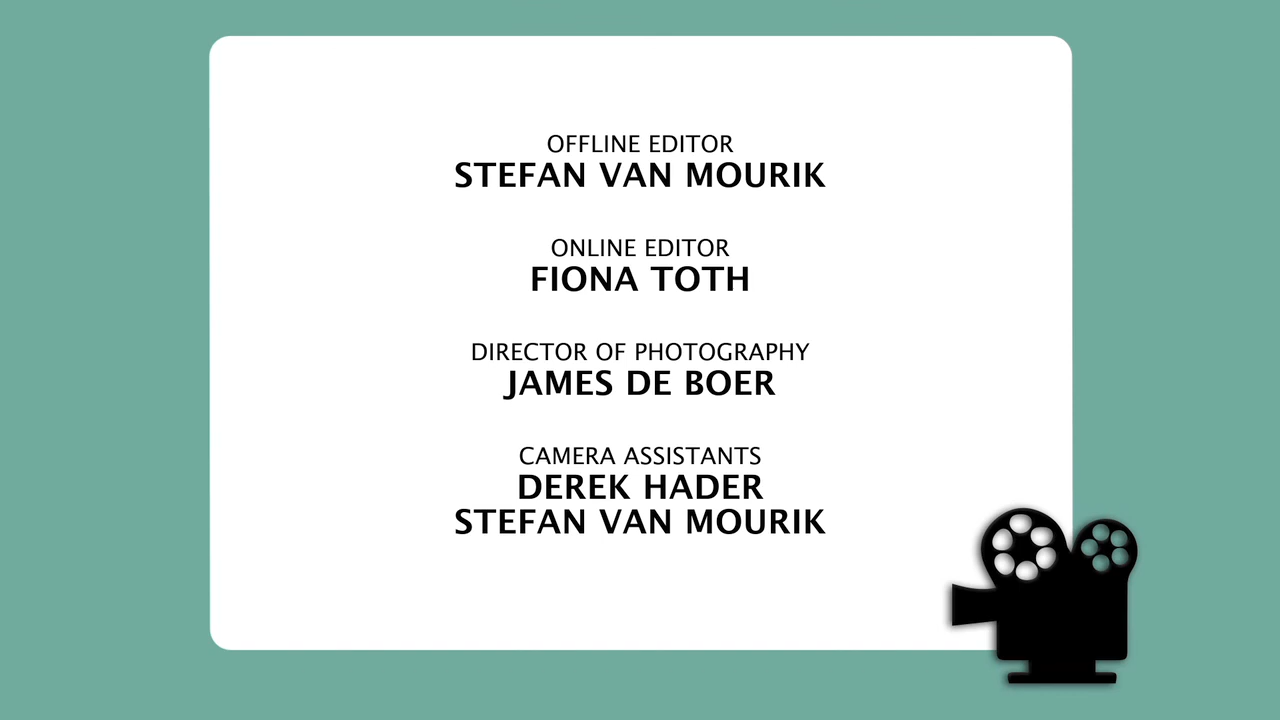 OFFLINE EDITOR
STEFAN VAN MOURIK
ONLINE EDITOR
FIONA TOTH
DIRECTOR OF PHOTOGRAPHY
JAMES DE BOER
CAMERA ASSISTANTS
DEREK HADER
STEFAN VAN MOURIK